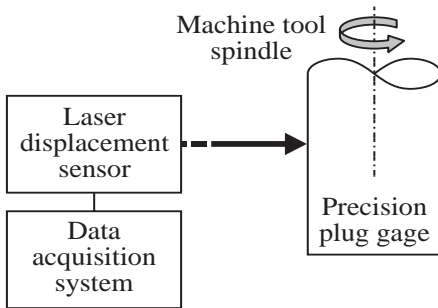 Machine tool
spindle
Laser
displacement
sensor
Precision
plug gage
Data
acquisition
system